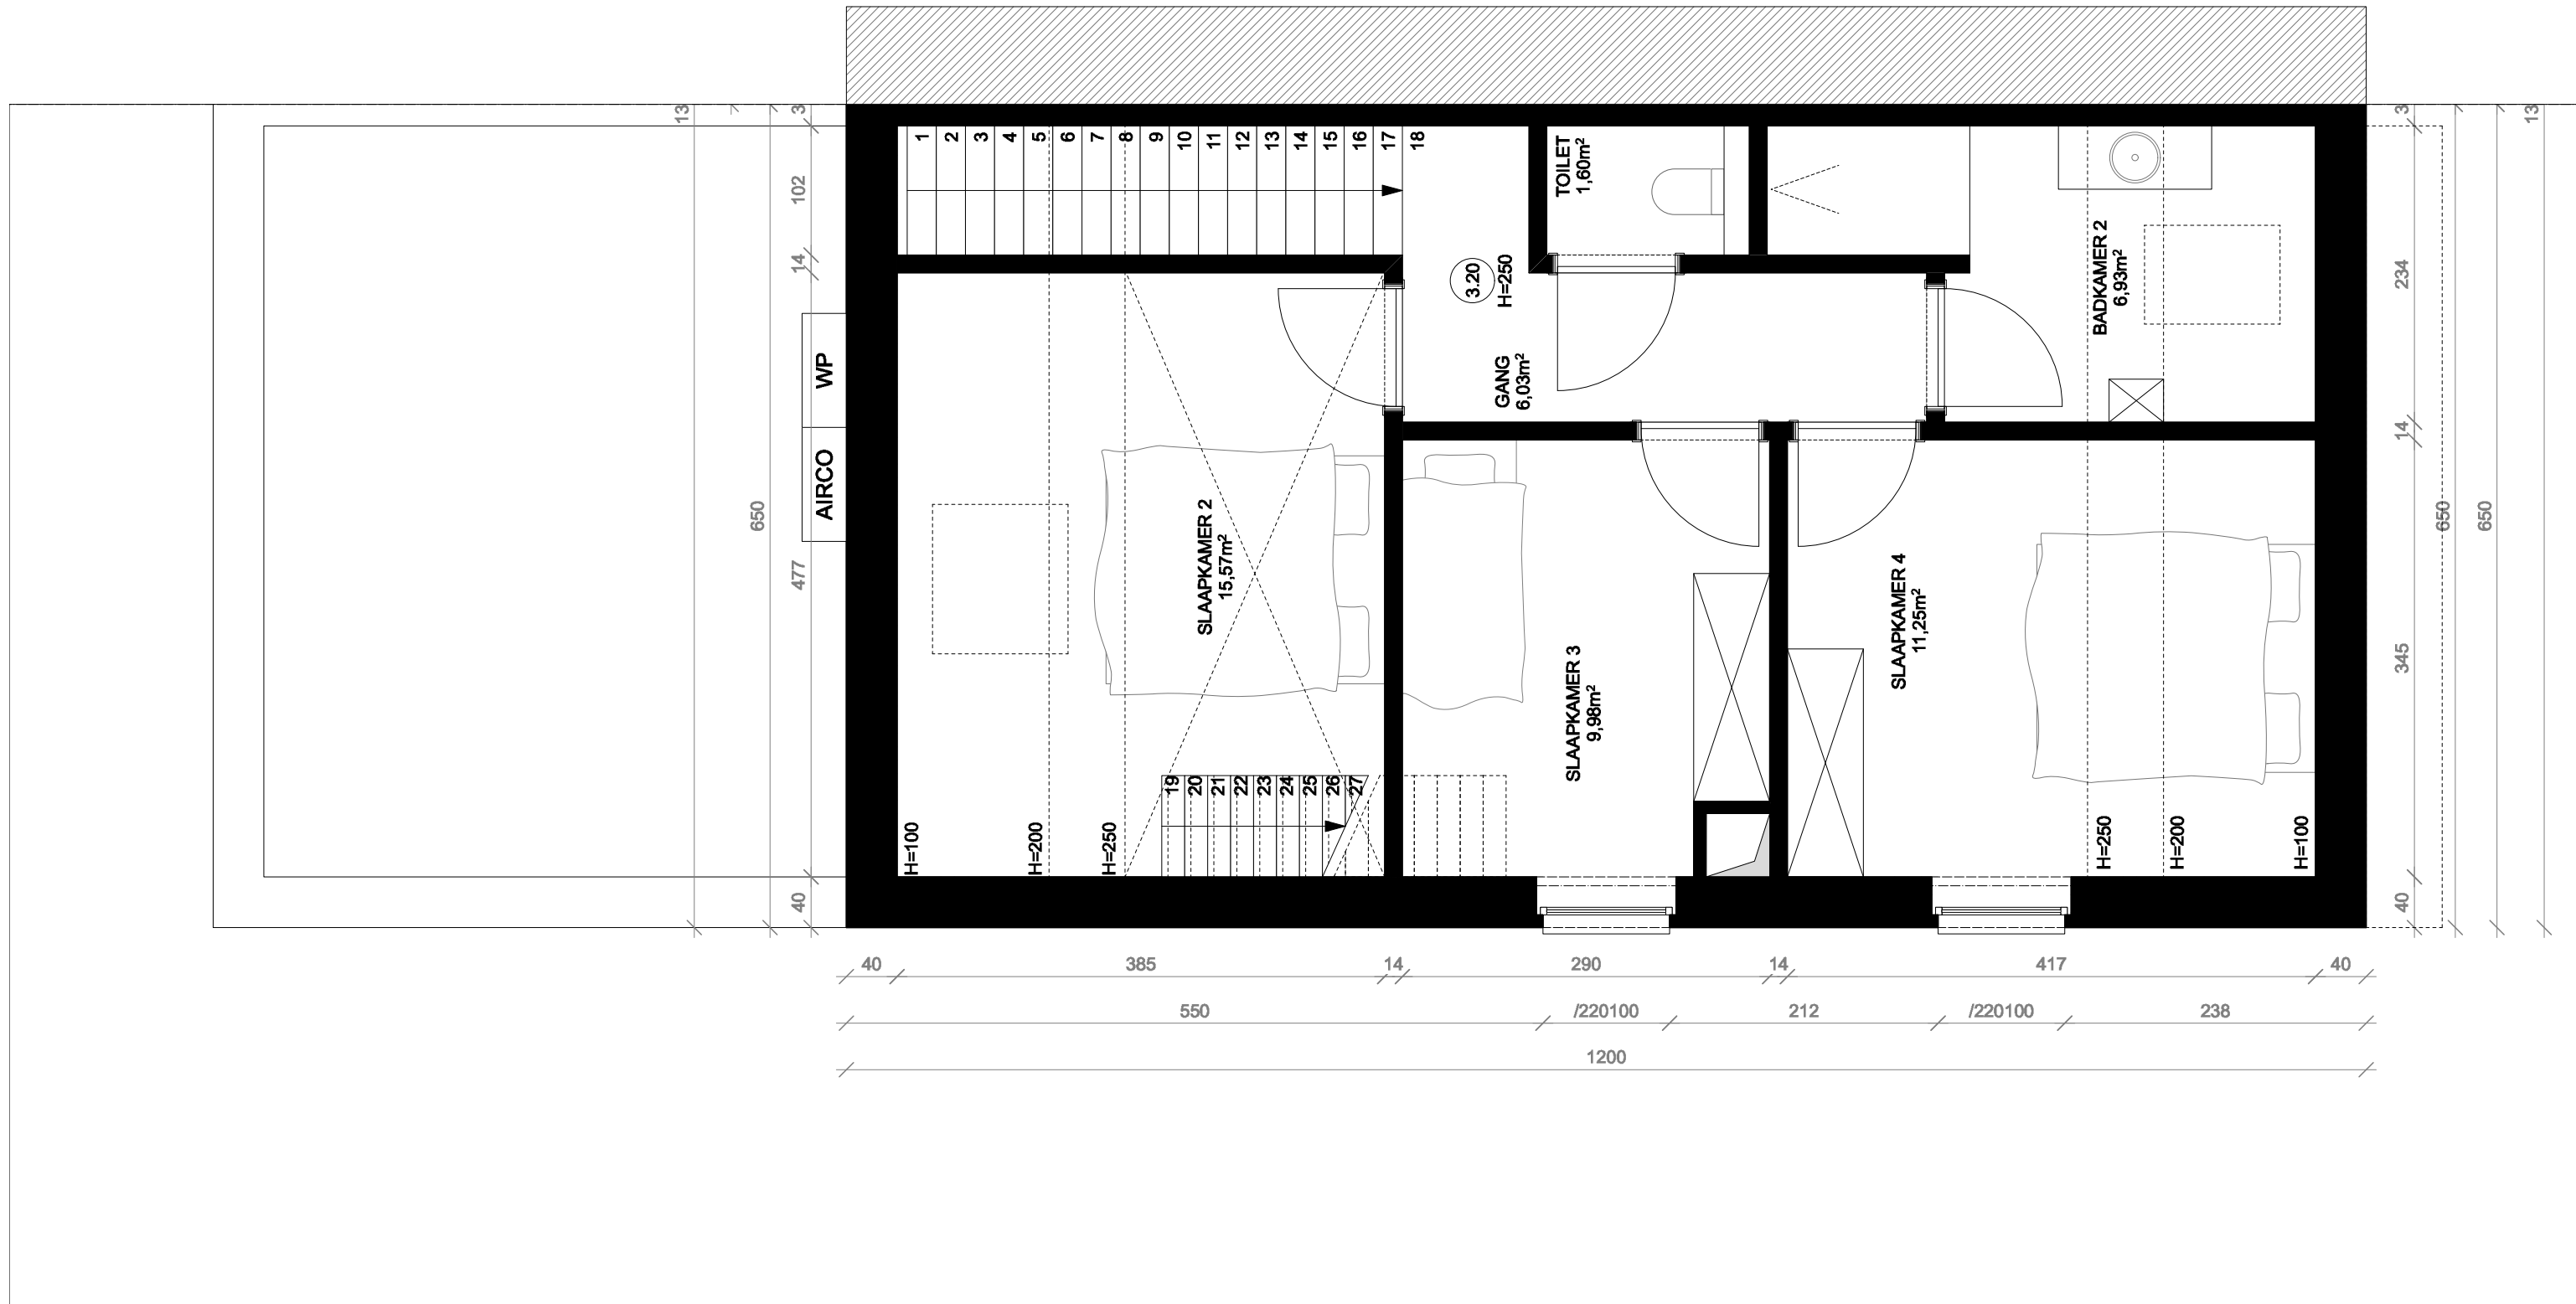 13
650
3
102
14
477
40
1
2
3
4
5
6
7
8
9
10
11
12
13
14
15
16
17
18
TOILET
1,60m²
BADKAMER 2
6,93m²
3.20
H=250
GANG
6,03m²
WP
AIRCO
SLAAPKAMER 2
15,57m²
SLAAPKAMER 3
9,98m²
SLAAPKAMER 4
11,25m²
19
20
21
22
23
24
25
26
27
H=100
H=200
H=250
H=250
H=200
H=100
3
234
14
345
40
650
650
13
40
385
14
290
14
417
40
550
/220100
212
/220100
238
1200